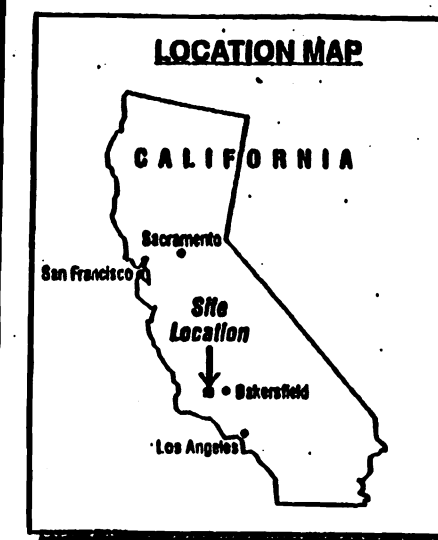 LOCATION MAP
CALIFORNIA
Sacramento
San Francisco
Site
Location
Bakersfield
Los Angeles